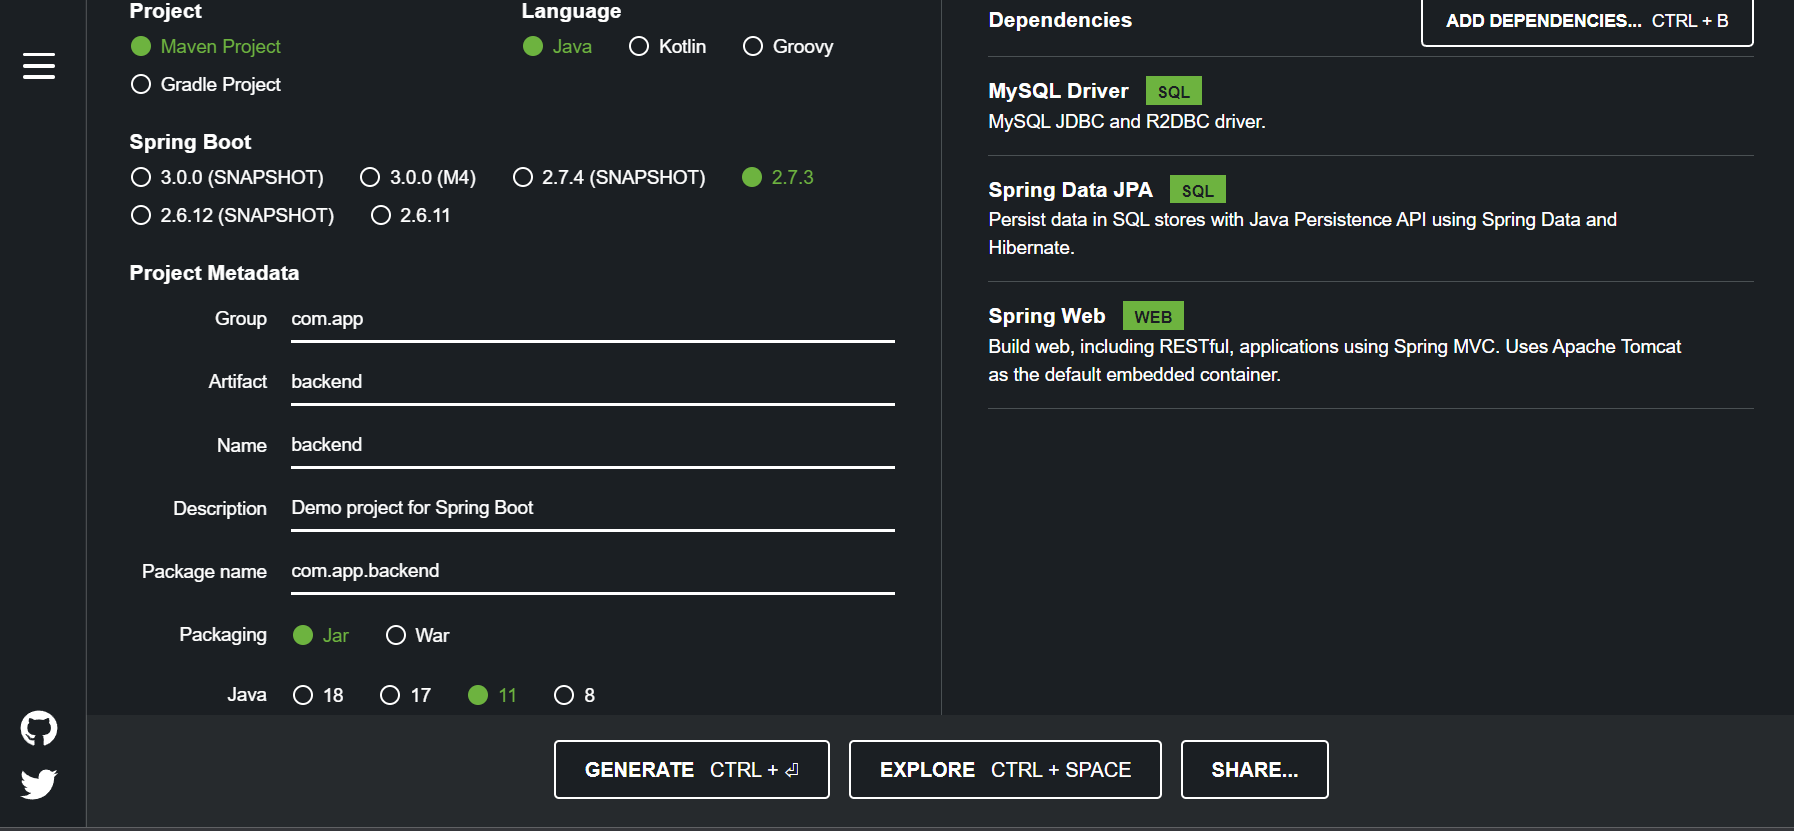 Project
Maven Project
Gradle Project
Language
Java Kotlin Groovy
Spring Boot
3.0.0 (SNAPSHOT) 3.0.0 (M4) 2.7.4 (SNAPSHOT) 2.7.3
2.6.12 (SNAPSHOT) 2.6.11
Project Metadata
Group com.app
Artifact backend
Name backend
Description Demo project for Spring Boot
Package name com.app.backend
Packaging Jar War
Java 18 17 11 8
Dependencies
ADD DEPENDENCIES... CTRL + B
MySQL Driver SQL
MySQL JDBC and R2DBC driver.
Spring Data JPA SQL
Persist data in SQL stores with Java Persistence API using Spring Data and
Hibernate.
Spring Web WEB
Build web, including RESTful, applications using Spring MVC. Uses Apache Tomcat
as the default embedded container.
GENERATE CTRL + ⏎
EXPLORE CTRL + SPACE
SHARE...